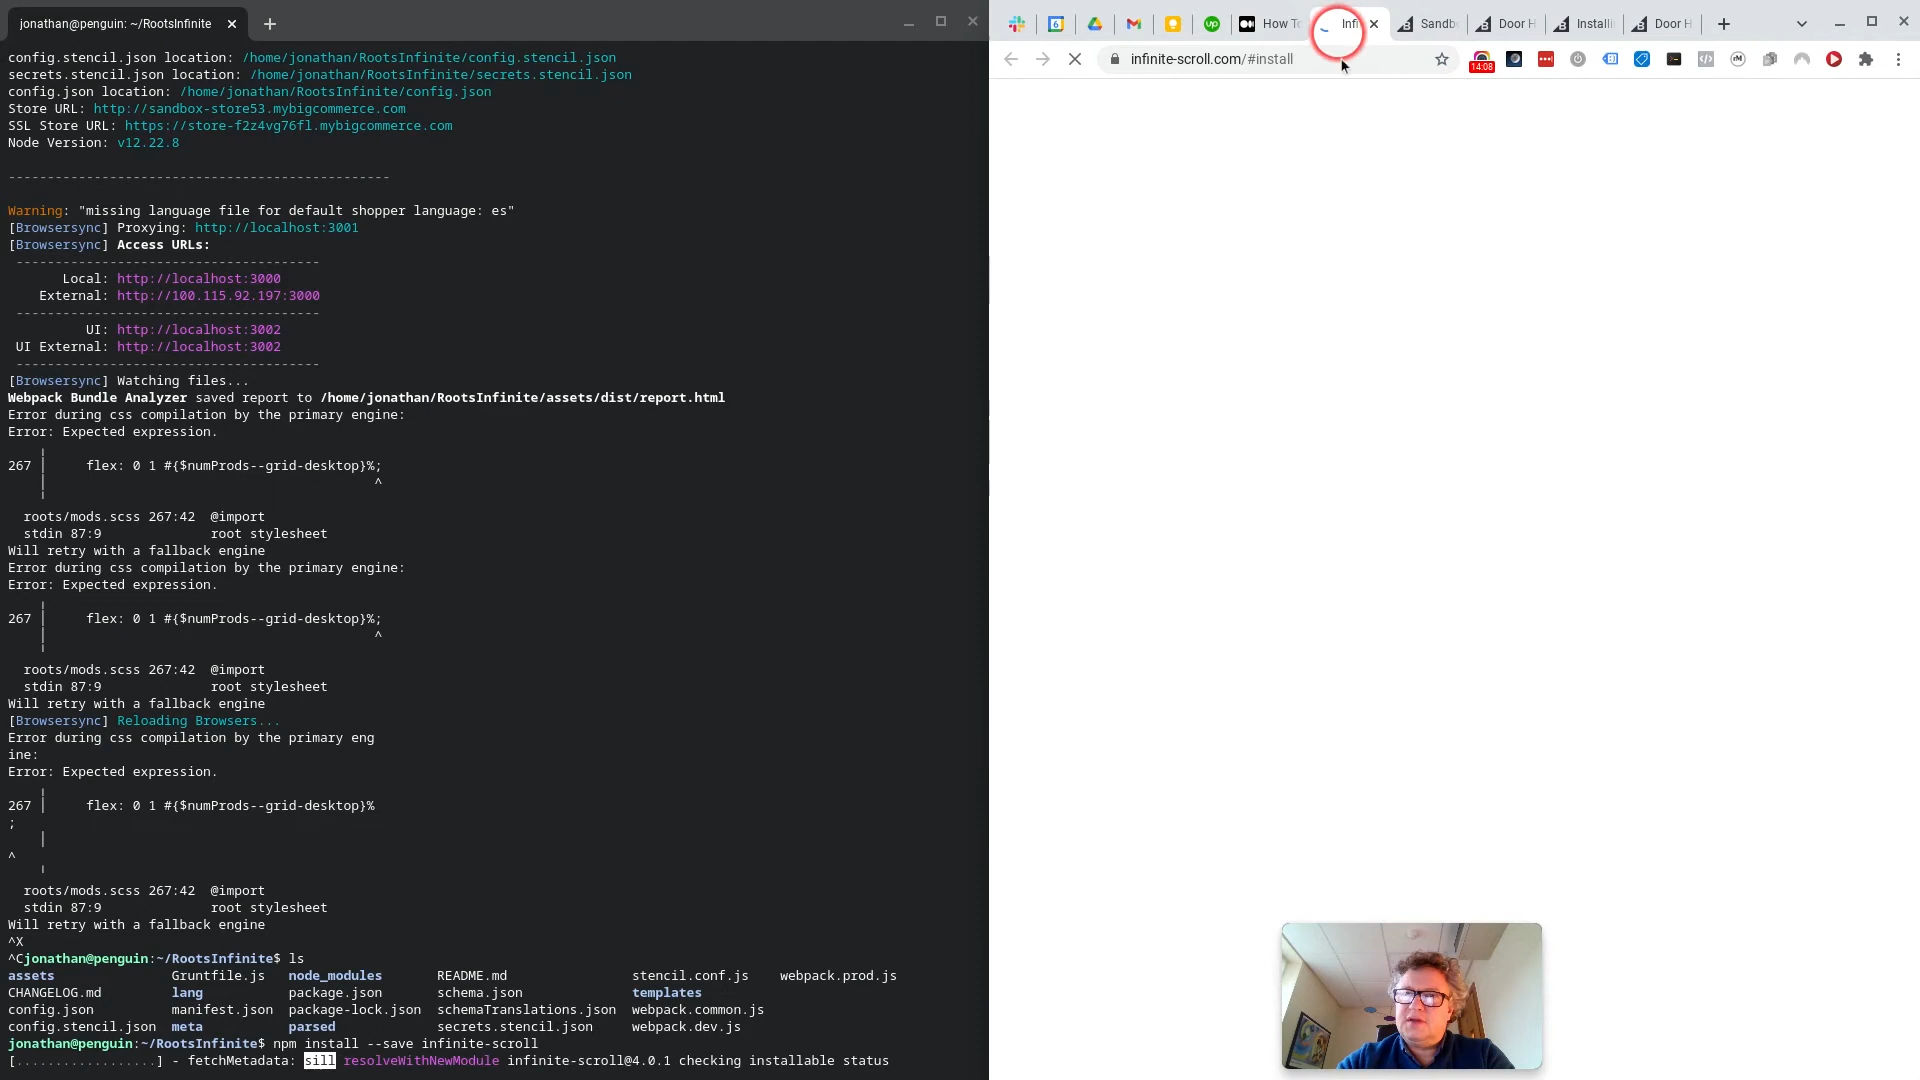 jonathan@penguin: ~/RootsInfinite
config.stencil.json location: /home/jonathan/RootsInfinite/config.stencil.json
secrets.stencil.json location: /home/jonathan/RootsInfinite/secrets.stencil.json
config.json location: /home/jonathan/RootsInfinite/config.json
Store URL: http://sandbox-store53.mybigcommerce.com
SSL Store URL: https://store-f2z4vg76fl.mybigcommerce.com
Node Version: v12.22.8
-------------------------------------------------
Warning: "missing language file for default shopper language: es"
[Browsersync] Proxying: http://localhost:3001
[Browsersync] Access URLs:
---------------------------------------
Local: http://localhost:3000
External: http://100.115.92.197:3000
---------------------------------------
UI: http://localhost:3002
UI External: http://localhost:3002
---------------------------------------
[Browsersync] Watching files...
Webpack Bundle Analyzer saved report to /home/jonathan/RootsInfinite/assets/dist/report.html
Error during css compilation by the primary engine:
Error: Expected expression.
267 │     flex: 0 1 #{$numProds--grid-desktop}%;
^
roots/mods.scss 267:42  @import
stdin 87:9              root stylesheet
Will retry with a fallback engine
Error during css compilation by the primary engine:
Error: Expected expression.
267 │     flex: 0 1 #{$numProds--grid-desktop}%;
^
roots/mods.scss 267:42  @import
stdin 87:9              root stylesheet
Will retry with a fallback engine
[Browsersync] Reloading Browsers...
Error during css compilation by the primary eng
ine:
Error: Expected expression.
267 │     flex: 0 1 #{$numProds--grid-desktop}%
;
│
^
roots/mods.scss 267:42  @import
stdin 87:9              root stylesheet
Will retry with a fallback engine
^X
^Cjonathan@penguin:~/RootsInfinite$ ls
assets Gruntfile.js node_modules README.md stencil.conf.js webpack.prod.js
CHANGELOG.md lang package.json schema.json templates
config.json manifest.json package-lock.json schemaTranslations.json webpack.common.js
config.stencil.json meta parsed secrets.stencil.json webpack.dev.js
jonathan@penguin:~/RootsInfinite$ npm install --save infinite-scroll
[..................] - fetchMetadata: sill resolveWithNewModule infinite-scroll@4.0.1 checking installable status
6 up How To Infi Sandb Door H Installi Door H
infinite-scroll.com/#install
14:08